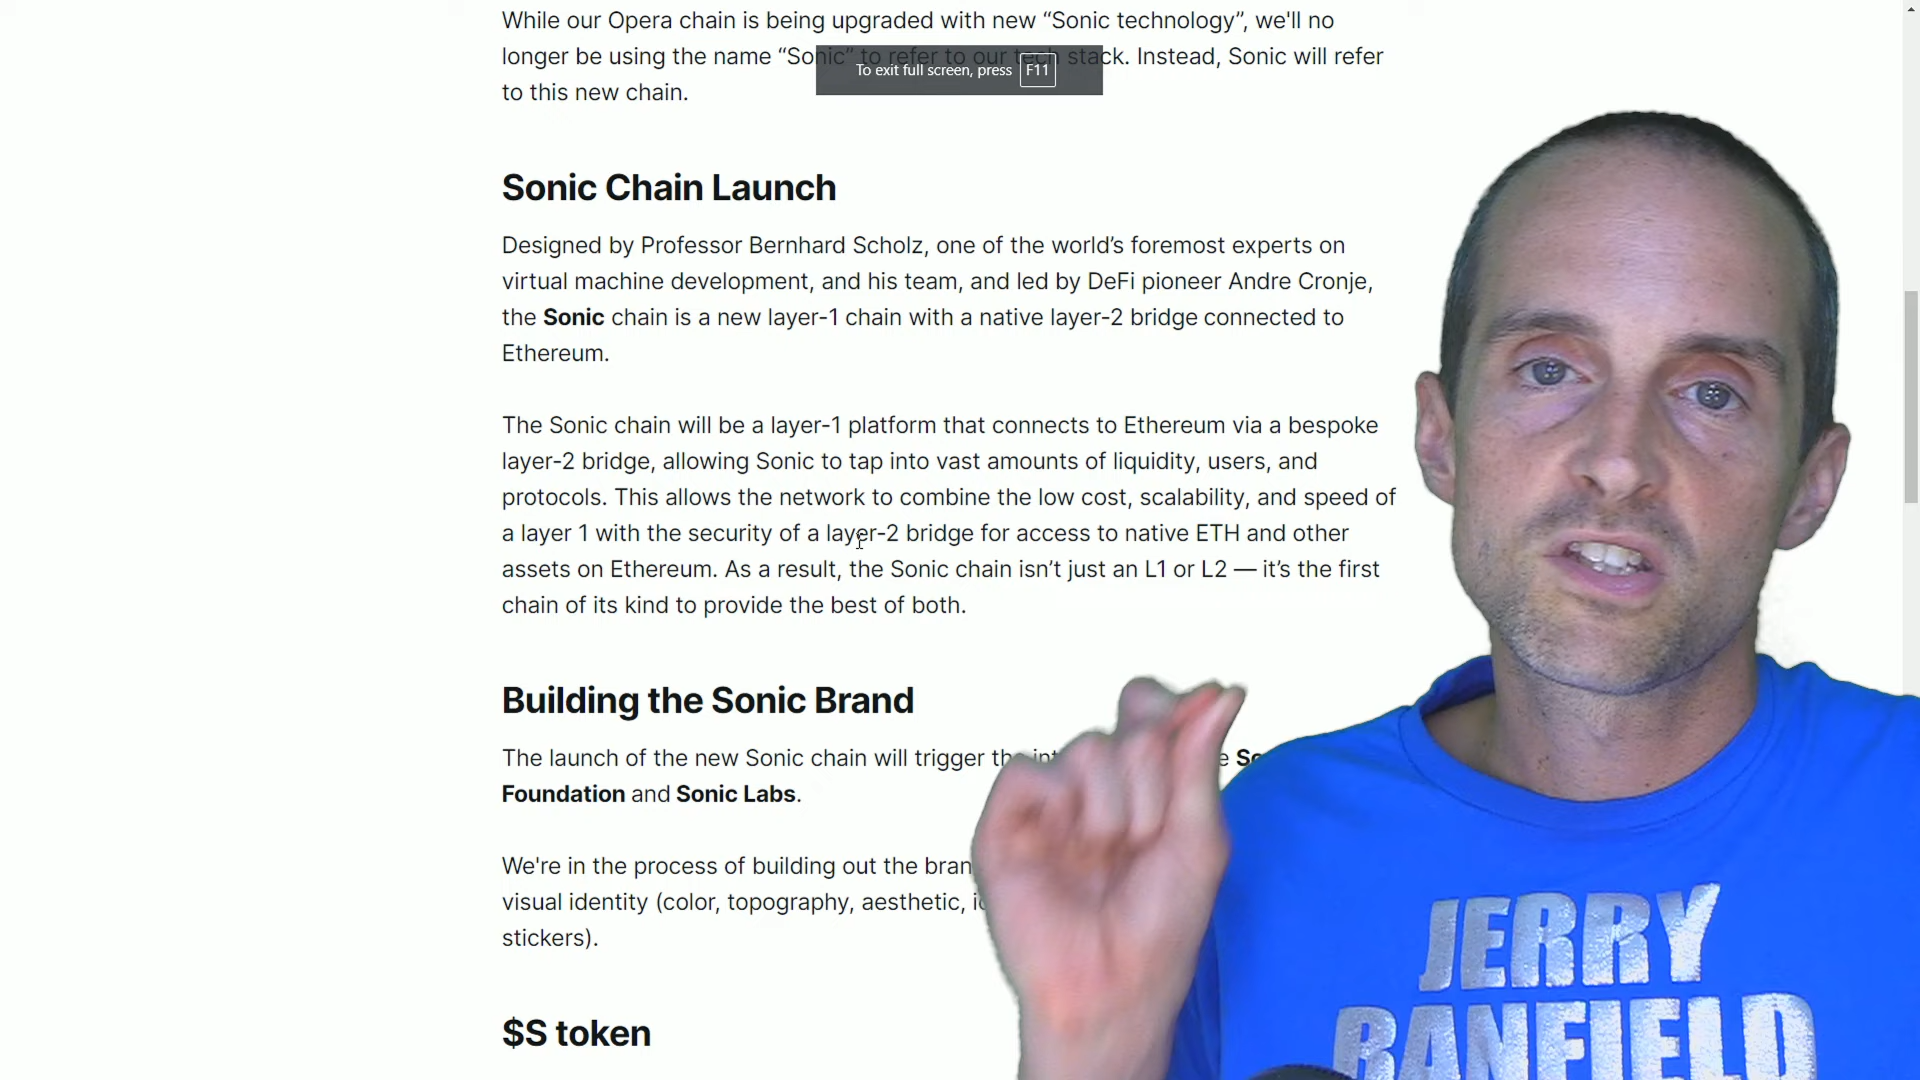 While our Opera chain is being upgraded with new “Sonic technology”, we'll no
longer be using the name “Sonic” to refer to our tech stack. Instead, Sonic will refer
To exit full screen, press F11
to this new chain.
Sonic Chain Launch
Designed by Professor Bernhard Scholz, one of the world’s foremost experts on
virtual machine development, and his team, and led by DeFi pioneer Andre Cronje,
the Sonic chain is a new layer-1 chain with a native layer-2 bridge connected to
Ethereum.
The Sonic chain will be a layer-1 platform that connects to Ethereum via a bespoke
layer-2 bridge, allowing Sonic to tap into vast amounts of liquidity, users, and
protocols. This allows the network to combine the low cost, scalability, and speed of
a layer 1 with the security of a layer-2 bridge for access to native ETH and other
assets on Ethereum. As a result, the Sonic chain isn’t just an L1 or L2 — it’s the first
chain of its kind to provide the best of both.
Building the Sonic Brand
The launch of the new Sonic chain will trigger
Foundation and Sonic Labs.
We're in the process of building out the
visual identity (color, topography, aesthetic,
stickers).
$S token
JERRY
BANFIELD